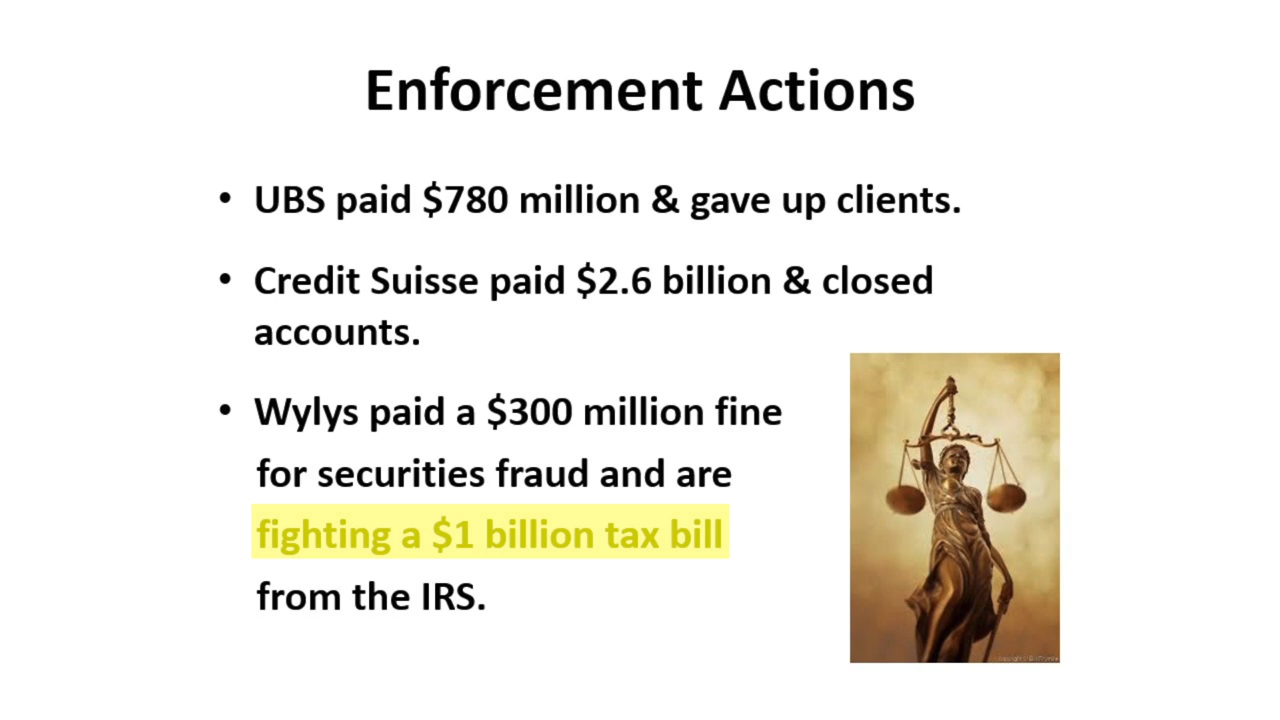 Enforcement Actions
• UBS paid $780 million & gave up clients.
• Credit Suisse paid $2.6 billion & closed
accounts.
• Wylys paid a $300 million fine
for securities fraud and are
fighting a $1 billion tax bill
from the IRS.